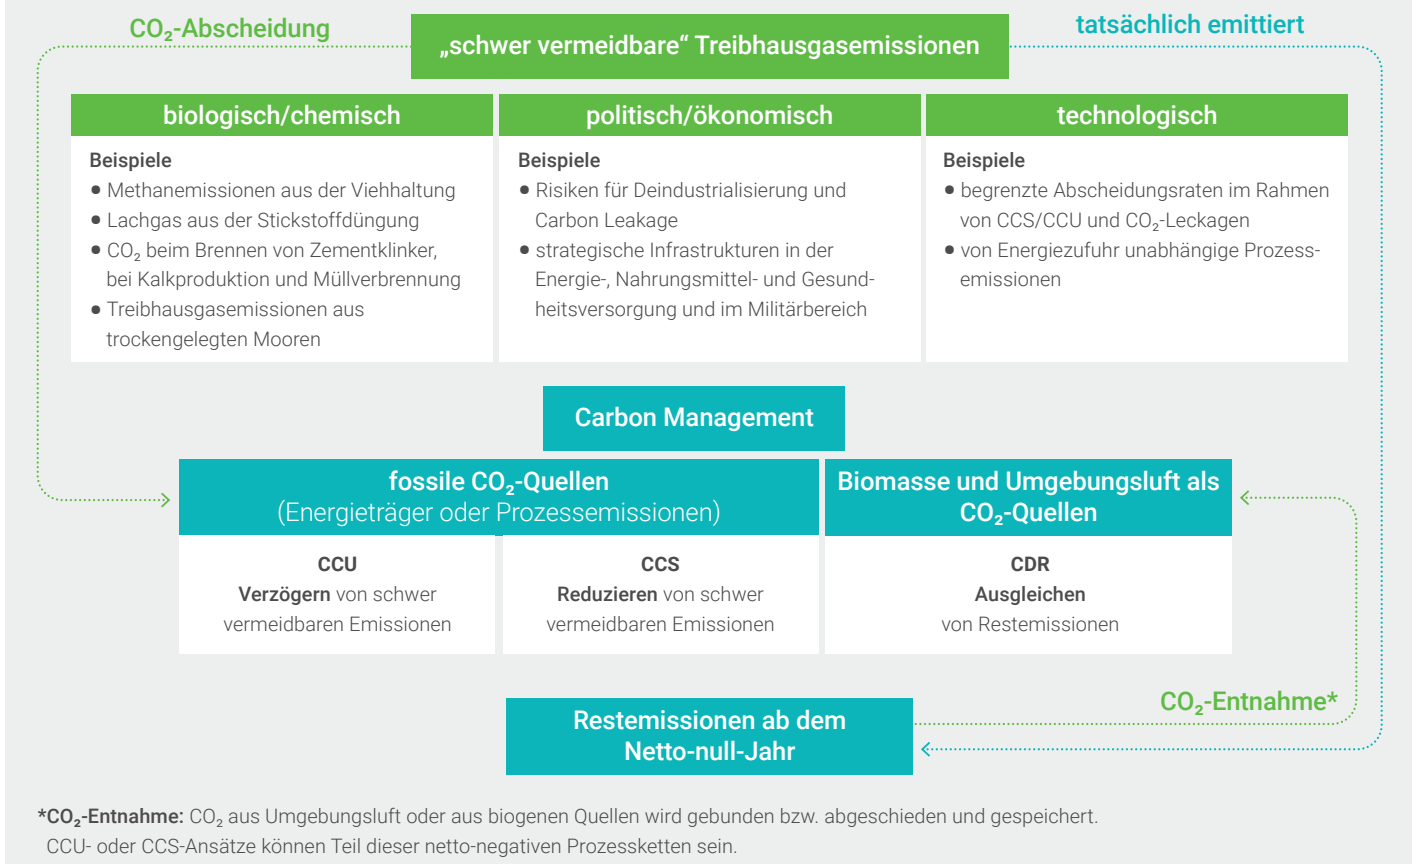 CO₂-Abscheidung
„schwer vermeidbare“ Treibhausgasemissionen
tatsächlich emittiert
biologisch/chemisch
Beispiele
• Methanemissionen aus der Viehhaltung
• Lachgas aus der Stickstoffdüngung
• CO₂ beim Brennen von Zementklinker,
bei Kalkproduktion und Müllverbrennung
• Treibhausgasemissionen aus
trockengelegten Mooren
politisch/ökonomisch
Beispiele
• Risiken für Deindustrialisierung und
Carbon Leakage
• strategische Infrastrukturen in der
Energie-, Nahrungsmittel- und Gesund-
heitsversorgung und im Militärbereich
technologisch
Beispiele
• begrenzte Abscheidungsraten im Rahmen
von CCS/CCU und CO₂-Leckagen
• von Energiezufuhr unabhängige Prozess-
emissionen
Carbon Management
fossile CO₂-Quellen
(Energieträger oder Prozessemissionen)
CCU
Verzögern von schwer
vermeidbaren Emissionen
CCS
Reduzieren von schwer
vermeidbaren Emissionen
Biomasse und Umgebungsluft als
CO₂-Quellen
CDR
Ausgleichen
von Restemissionen
CO₂-Entnahme*
Restemissionen ab dem
Netto-null-Jahr
*CO₂-Entnahme: CO₂ aus Umgebungsluft oder aus biogenen Quellen wird gebunden bzw. abgeschieden und gespeichert.
CCU- oder CCS-Ansätze können Teil dieser netto-negativen Prozessketten sein.